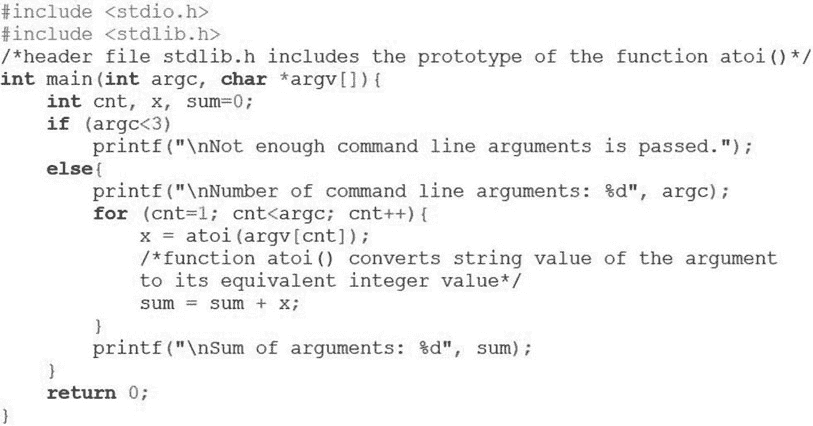 #include <stdio.h>
#include <stdlib.h>
/*header file stdlib.h includes the prototype of the function atoi()*/
int main(int argc, char *argv[]){
    int cnt, x, sum=0;
    if (argc<3)
        printf("\nNot enough command line arguments is passed.");
    else{
        printf("\nNumber of command line arguments: %d", argc);
        for (cnt=1; cnt<argc; cnt++){
            x = atoi(argv[cnt]);
            /*function atoi() converts string value of the argument
            to its equivalent integer value*/
            sum = sum + x;
        }
        printf("\nSum of arguments: %d", sum);
    }
    return 0;
}